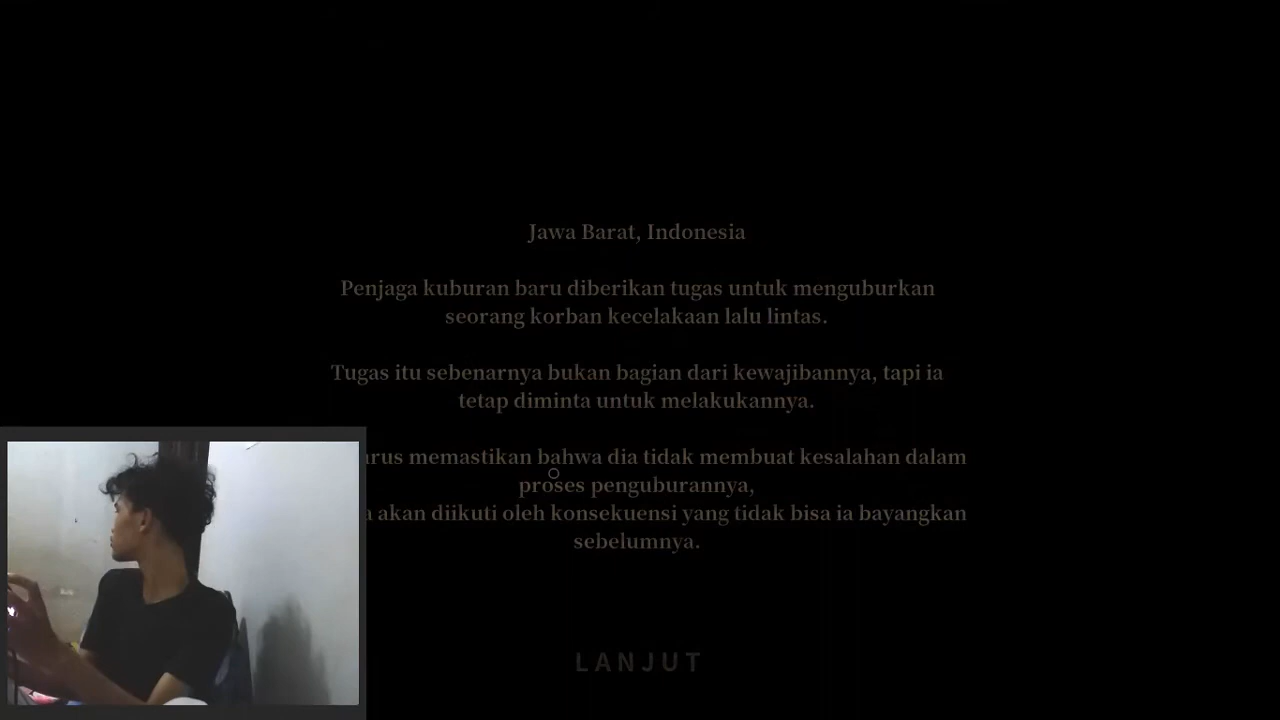 Jawa Barat, Indonesia
Penjaga kuburan baru diberikan tugas untuk menguburkan
seorang korban kecelakaan lalu lintas.
Tugas itu sebenarnya bukan bagian dari kewajibannya, tapi ia
tetap diminta untuk melakukannya.
memastikan bahwa dia tidak membuat kesalahan dalam
proses penguburannya,
akan diikuti oleh konsekuensi yang tidak bisa ia bayangkan
sebelumnya.
LANJUT